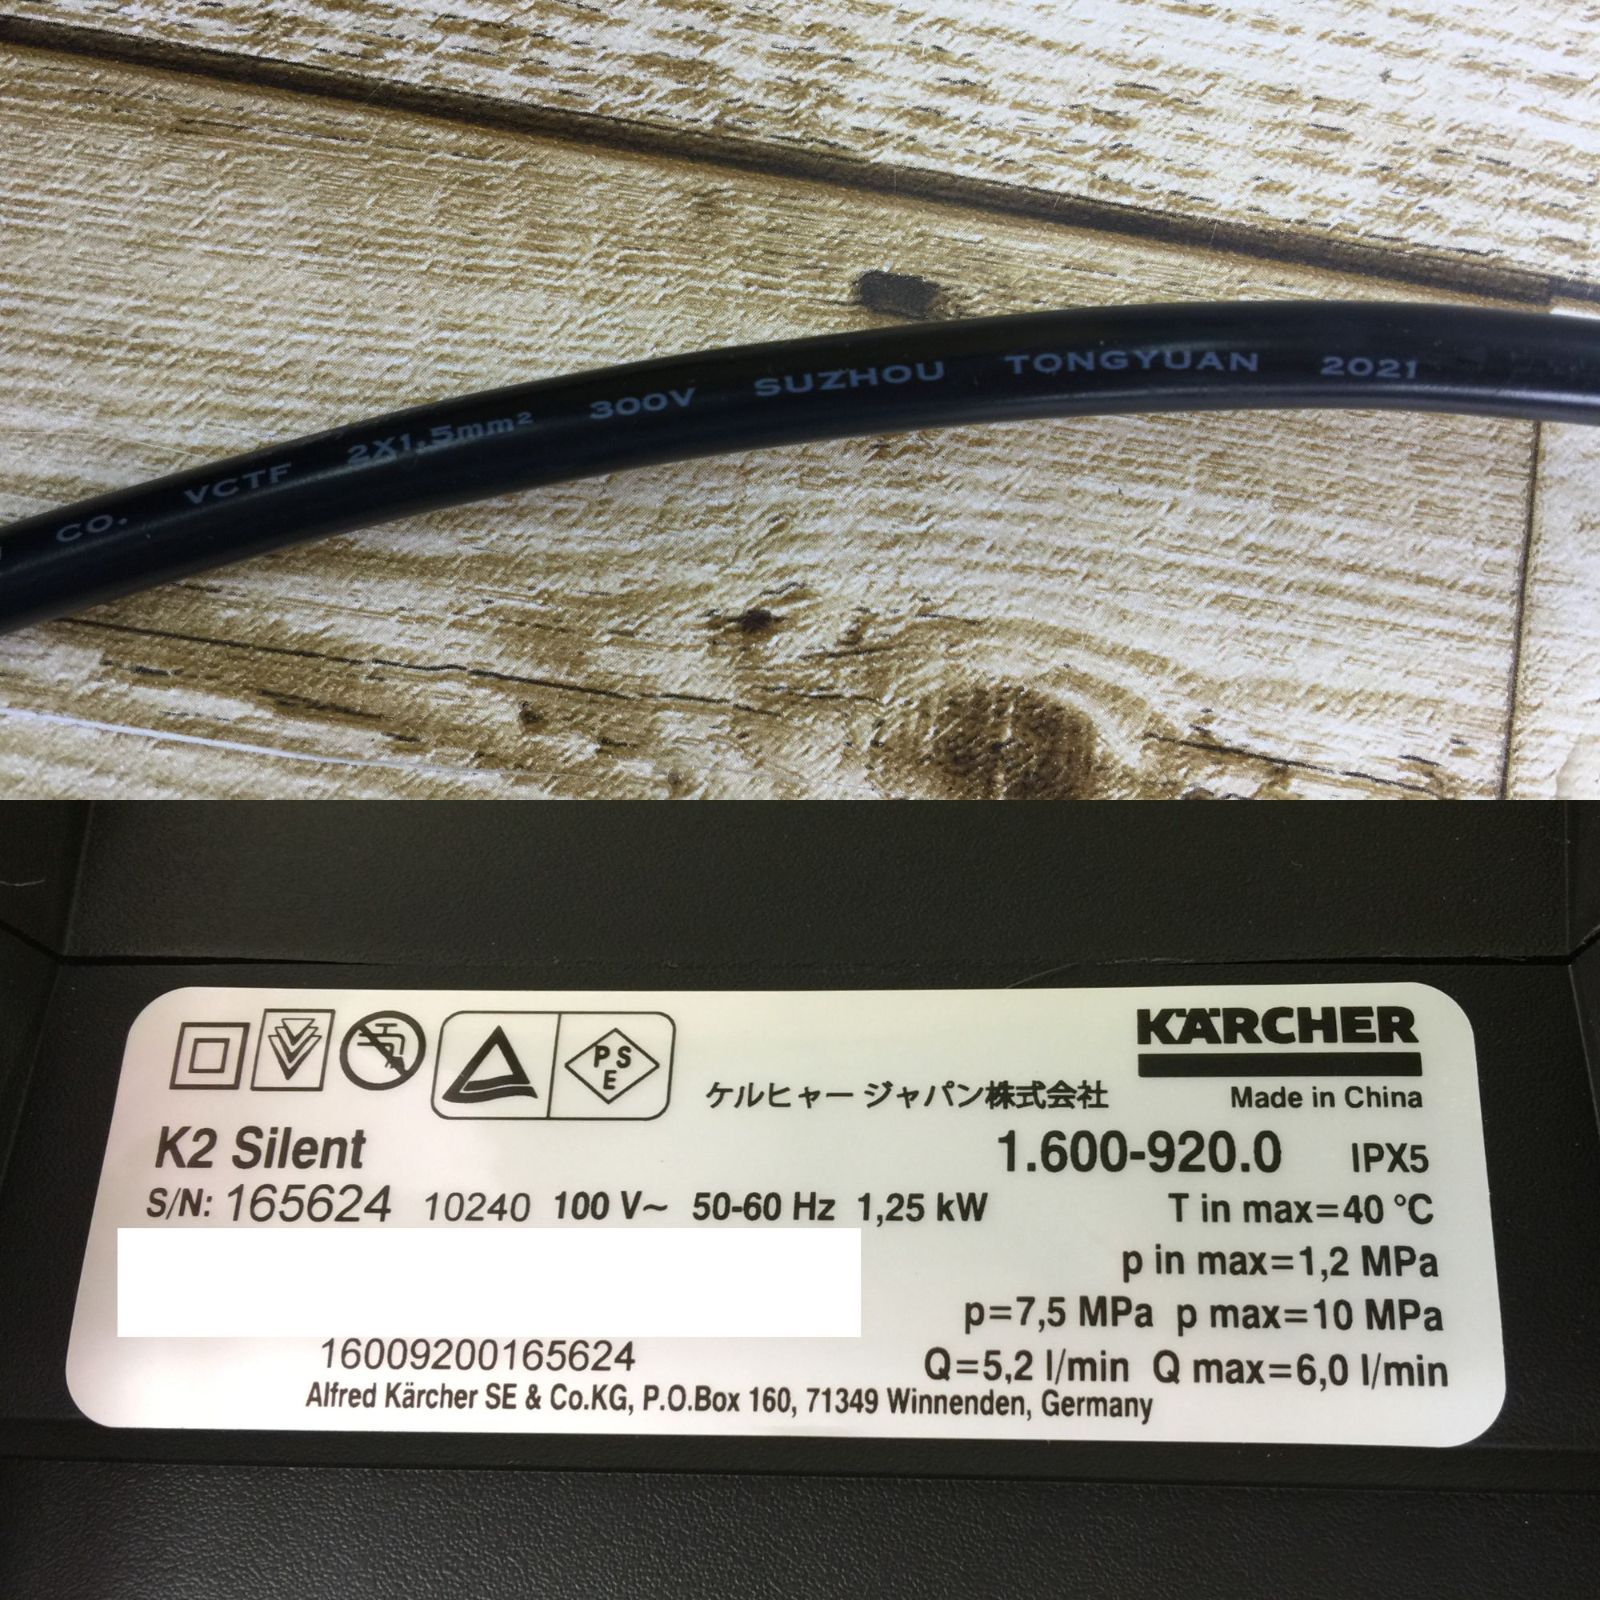 CO. VCTF 2X1.5mm² 300V SUZHOU TONGYUAN 2021
PSE
KÄRCHER
ケルヒャー ジャパン株式会社 Made in China
K2 Silent 1.600-920.0 IPX5
S/N: 165624 10240 100 V~ 50-60 Hz 1,25 kW T in max=40 °C
p in max=1,2 MPa
p=7,5 MPa p max=10 MPa
16009200165624 Q=5,2 l/min Q max=6,0 l/min
Alfred Kärcher SE & Co.KG, P.O.Box 160, 71349 Winnenden, Germany